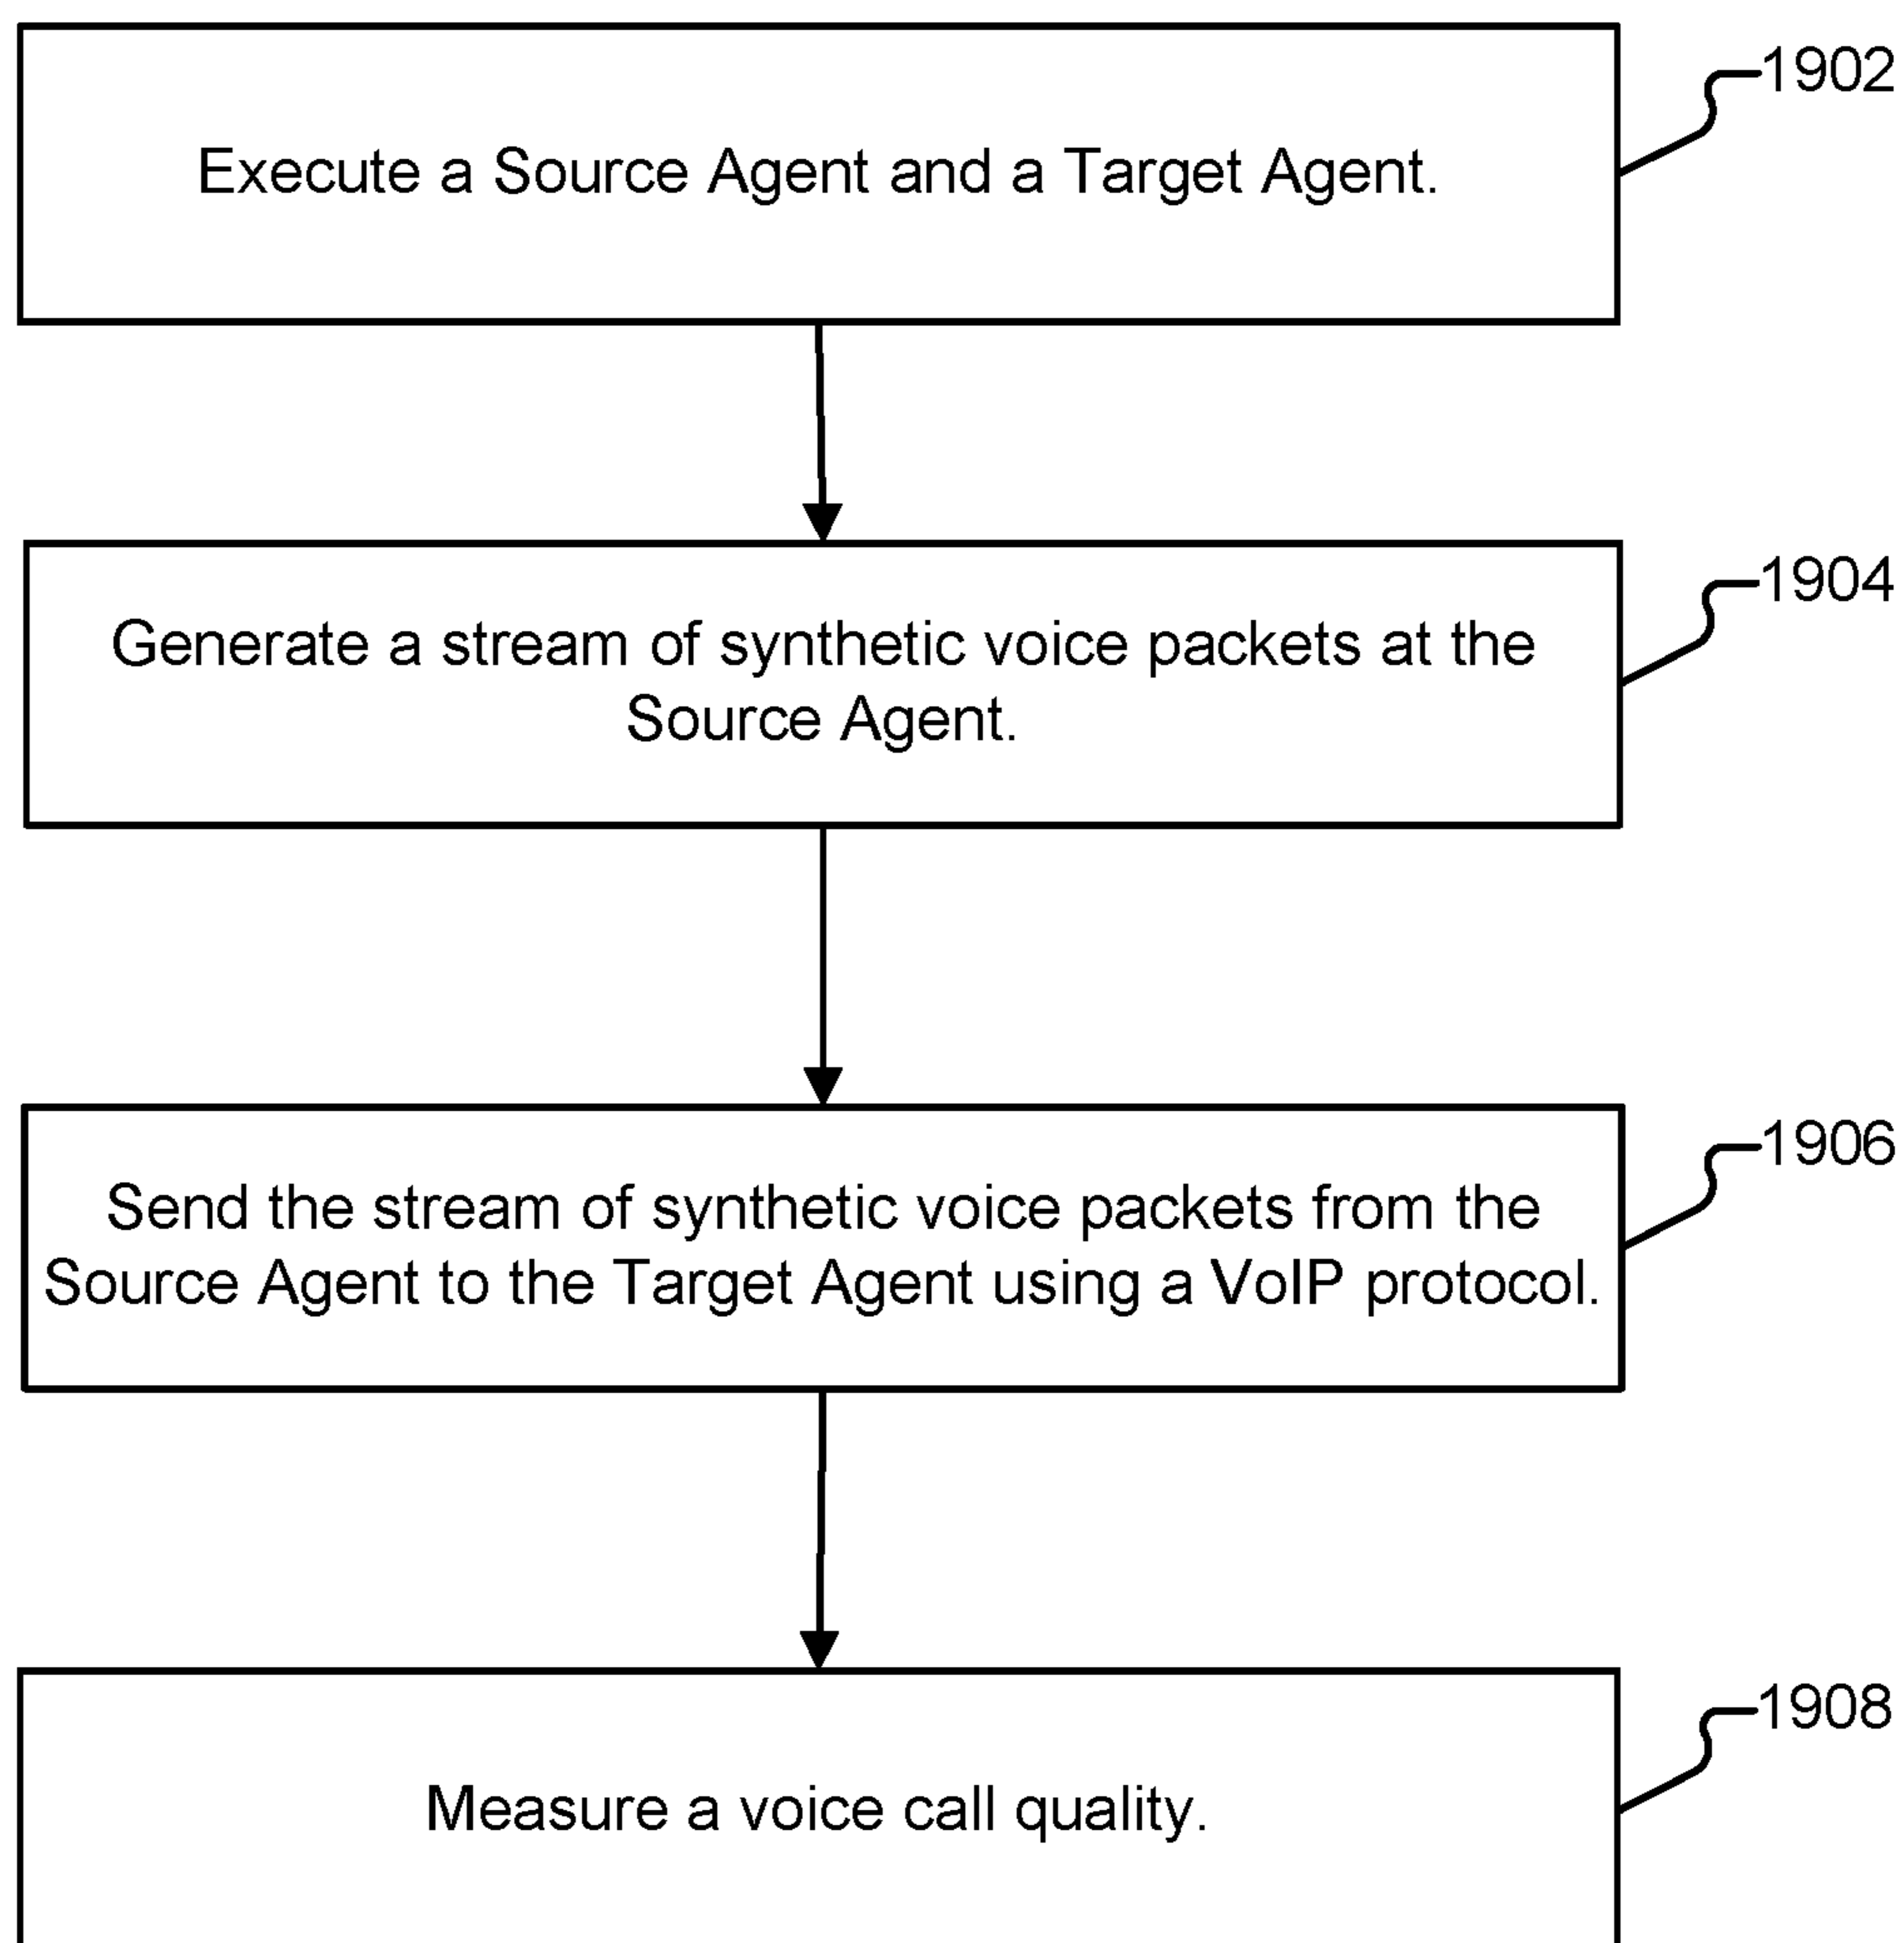 1902
Execute a Source Agent and a Target Agent.
1904
Generate a stream of synthetic voice packets at the
Source Agent.
1906
Send the stream of synthetic voice packets from the
Source Agent to the Target Agent using a VoIP protocol.
1908
Measure a voice call quality.